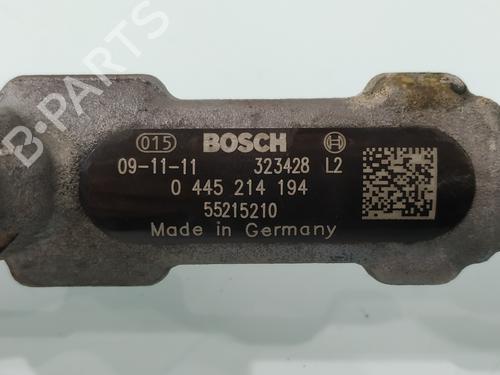 015 BOSCH
09-11-11 323428 L2
0 445 214 194
55215210
Made in Germany
B-PARTS